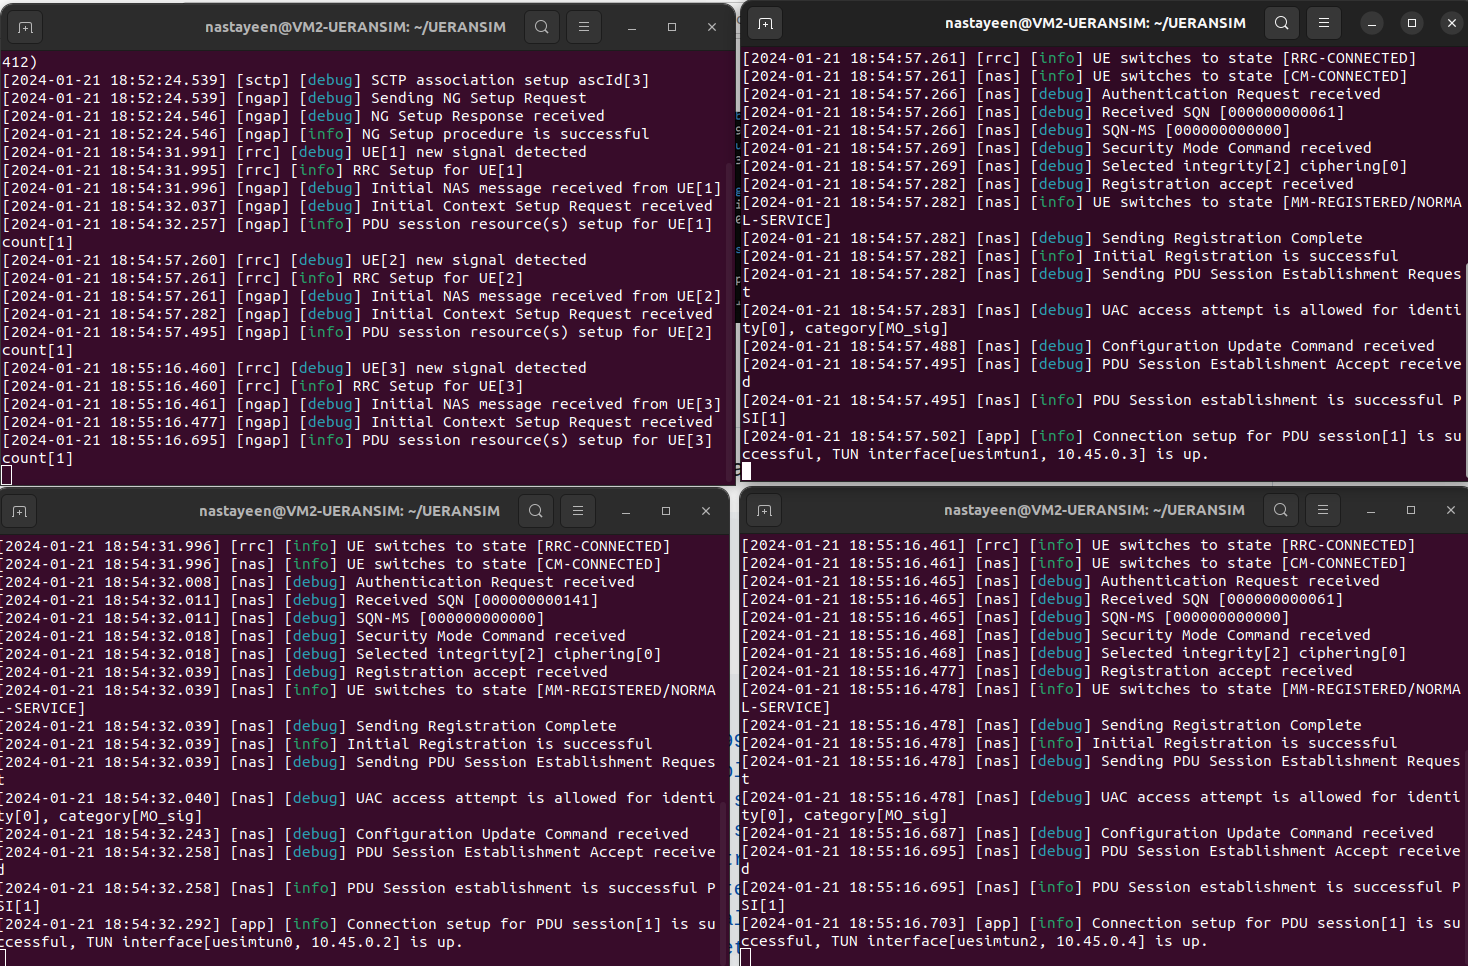 nastayeen@VM2-UERANSIM: ~/UERANSIM
412)
[2024-01-21 18:52:24.539] [sctp] [debug] SCTP association setup ascId[3]
[2024-01-21 18:52:24.539] [ngap] [debug] Sending NG Setup Request
[2024-01-21 18:52:24.546] [ngap] [debug] NG Setup Response received
[2024-01-21 18:52:24.546] [ngap] [info] NG Setup procedure is successful
[2024-01-21 18:54:31.991] [rrc] [debug] UE[1] new signal detected
[2024-01-21 18:54:31.995] [rrc] [info] RRC Setup for UE[1]
[2024-01-21 18:54:31.996] [ngap] [debug] Initial NAS message received from UE[1]
[2024-01-21 18:54:32.037] [ngap] [debug] Initial Context Setup Request received
[2024-01-21 18:54:32.257] [ngap] [info] PDU session resource(s) setup for UE[1]
count[1]
[2024-01-21 18:54:57.260] [rrc] [debug] UE[2] new signal detected
[2024-01-21 18:54:57.261] [rrc] [info] RRC Setup for UE[2]
[2024-01-21 18:54:57.261] [ngap] [debug] Initial NAS message received from UE[2]
[2024-01-21 18:54:57.282] [ngap] [debug] Initial Context Setup Request received
[2024-01-21 18:54:57.495] [ngap] [info] PDU session resource(s) setup for UE[2]
count[1]
[2024-01-21 18:55:16.460] [rrc] [debug] UE[3] new signal detected
[2024-01-21 18:55:16.460] [rrc] [info] RRC Setup for UE[3]
[2024-01-21 18:55:16.461] [ngap] [debug] Initial NAS message received from UE[3]
[2024-01-21 18:55:16.477] [ngap] [debug] Initial Context Setup Request received
[2024-01-21 18:55:16.695] [ngap] [info] PDU session resource(s) setup for UE[3]
count[1]
nastayeen@VM2-UERANSIM: ~/UERANSIM
[2024-01-21 18:54:57.261] [rrc] [info] UE switches to state [RRC-CONNECTED]
[2024-01-21 18:54:57.261] [nas] [info] UE switches to state [CM-CONNECTED]
[2024-01-21 18:54:57.266] [nas] [debug] Authentication Request received
[2024-01-21 18:54:57.266] [nas] [debug] Received SQN [000000000061]
[2024-01-21 18:54:57.266] [nas] [debug] SQN-MS [000000000000]
[2024-01-21 18:54:57.269] [nas] [debug] Security Mode Command received
[2024-01-21 18:54:57.269] [nas] [debug] Selected integrity[2] ciphering[0]
[2024-01-21 18:54:57.282] [nas] [debug] Registration accept received
[2024-01-21 18:54:57.282] [nas] [info] UE switches to state [MM-REGISTERED/NORMA
L-SERVICE]
[2024-01-21 18:54:57.282] [nas] [debug] Sending Registration Complete
[2024-01-21 18:54:57.282] [nas] [info] Initial Registration is successful
[2024-01-21 18:54:57.282] [nas] [debug] Sending PDU Session Establishment Reques
t
[2024-01-21 18:54:57.283] [nas] [debug] UAC access attempt is allowed for identi
ty[0], category[MO_sig]
[2024-01-21 18:54:57.488] [nas] [debug] Configuration Update Command received
[2024-01-21 18:54:57.495] [nas] [debug] PDU Session Establishment Accept receive
d
[2024-01-21 18:54:57.495] [nas] [info] PDU Session establishment is successful P
SI[1]
[2024-01-21 18:54:57.502] [app] [info] Connection setup for PDU session[1] is su
ccessful, TUN interface[uesimtun1, 10.45.0.3] is up.
nastayeen@VM2-UERANSIM: ~/UERANSIM
[2024-01-21 18:54:31.996] [rrc] [info] UE switches to state [RRC-CONNECTED]
[2024-01-21 18:54:31.996] [nas] [info] UE switches to state [CM-CONNECTED]
[2024-01-21 18:54:32.008] [nas] [debug] Authentication Request received
[2024-01-21 18:54:32.011] [nas] [debug] Received SQN [000000000141]
[2024-01-21 18:54:32.011] [nas] [debug] SQN-MS [000000000000]
[2024-01-21 18:54:32.018] [nas] [debug] Security Mode Command received
[2024-01-21 18:54:32.018] [nas] [debug] Selected integrity[2] ciphering[0]
[2024-01-21 18:54:32.039] [nas] [debug] Registration accept received
[2024-01-21 18:54:32.039] [nas] [info] UE switches to state [MM-REGISTERED/NORMA
L-SERVICE]
[2024-01-21 18:54:32.039] [nas] [debug] Sending Registration Complete
[2024-01-21 18:54:32.039] [nas] [info] Initial Registration is successful
[2024-01-21 18:54:32.039] [nas] [debug] Sending PDU Session Establishment Reques
t
[2024-01-21 18:54:32.040] [nas] [debug] UAC access attempt is allowed for identi
ty[0], category[MO_sig]
[2024-01-21 18:54:32.243] [nas] [debug] Configuration Update Command received
[2024-01-21 18:54:32.258] [nas] [debug] PDU Session Establishment Accept receive
d
[2024-01-21 18:54:32.258] [nas] [info] PDU Session establishment is successful P
SI[1]
[2024-01-21 18:54:32.292] [app] [info] Connection setup for PDU session[1] is su
ccessful, TUN interface[uesimtun0, 10.45.0.2] is up.
nastayeen@VM2-UERANSIM: ~/UERANSIM
[2024-01-21 18:55:16.461] [rrc] [info] UE switches to state [RRC-CONNECTED]
[2024-01-21 18:55:16.461] [nas] [info] UE switches to state [CM-CONNECTED]
[2024-01-21 18:55:16.465] [nas] [debug] Authentication Request received
[2024-01-21 18:55:16.465] [nas] [debug] Received SQN [000000000061]
[2024-01-21 18:55:16.465] [nas] [debug] SQN-MS [000000000000]
[2024-01-21 18:55:16.468] [nas] [debug] Security Mode Command received
[2024-01-21 18:55:16.468] [nas] [debug] Selected integrity[2] ciphering[0]
[2024-01-21 18:55:16.477] [nas] [debug] Registration accept received
[2024-01-21 18:55:16.478] [nas] [info] UE switches to state [MM-REGISTERED/NORMA
L-SERVICE]
[2024-01-21 18:55:16.478] [nas] [debug] Sending Registration Complete
[2024-01-21 18:55:16.478] [nas] [info] Initial Registration is successful
[2024-01-21 18:55:16.478] [nas] [debug] Sending PDU Session Establishment Reques
t
[2024-01-21 18:55:16.478] [nas] [debug] UAC access attempt is allowed for identi
ty[0], category[MO_sig]
[2024-01-21 18:55:16.687] [nas] [debug] Configuration Update Command received
[2024-01-21 18:55:16.695] [nas] [debug] PDU Session Establishment Accept receive
d
[2024-01-21 18:55:16.695] [nas] [info] PDU Session establishment is successful P
SI[1]
[2024-01-21 18:55:16.703] [app] [info] Connection setup for PDU session[1] is su
ccessful, TUN interface[uesimtun2, 10.45.0.4] is up.